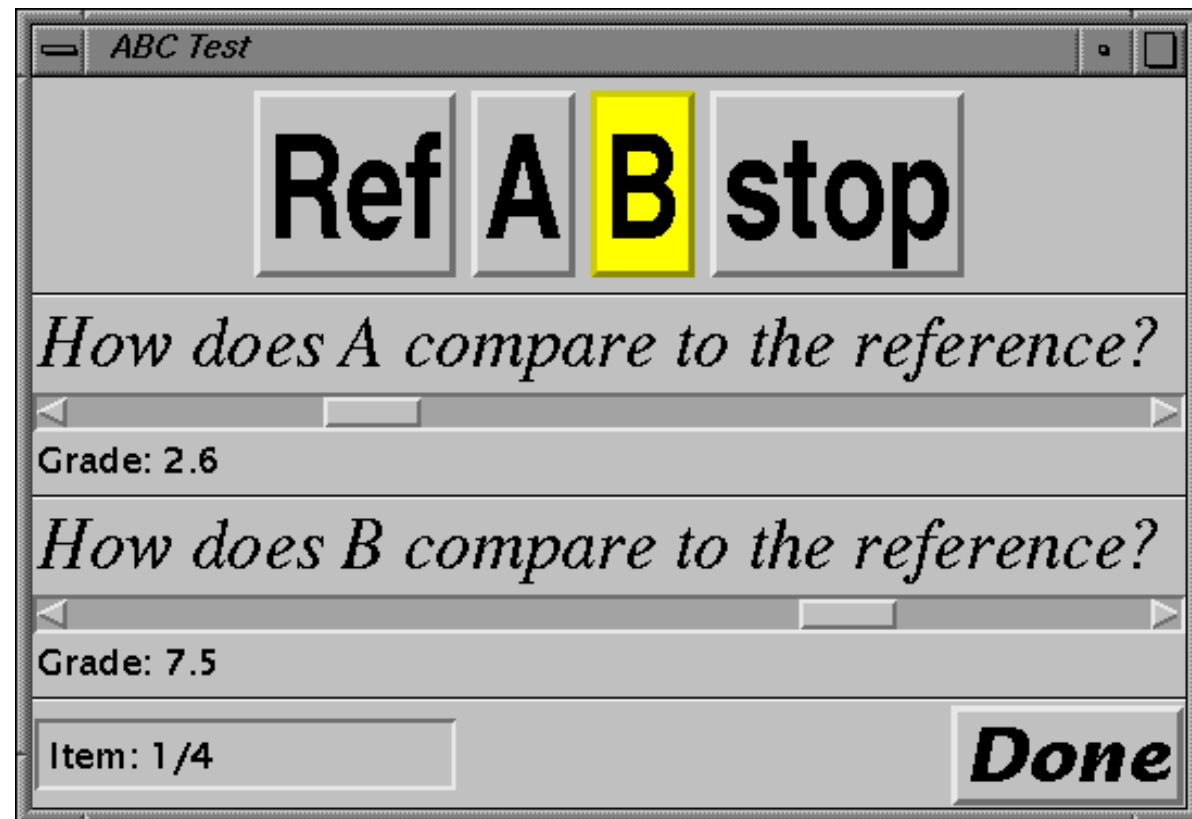 ABC Test
Ref A B stop
How does A compare to the reference?
Grade: 2.6
How does B compare to the reference?
Grade: 7.5
Item: 1/4 Done